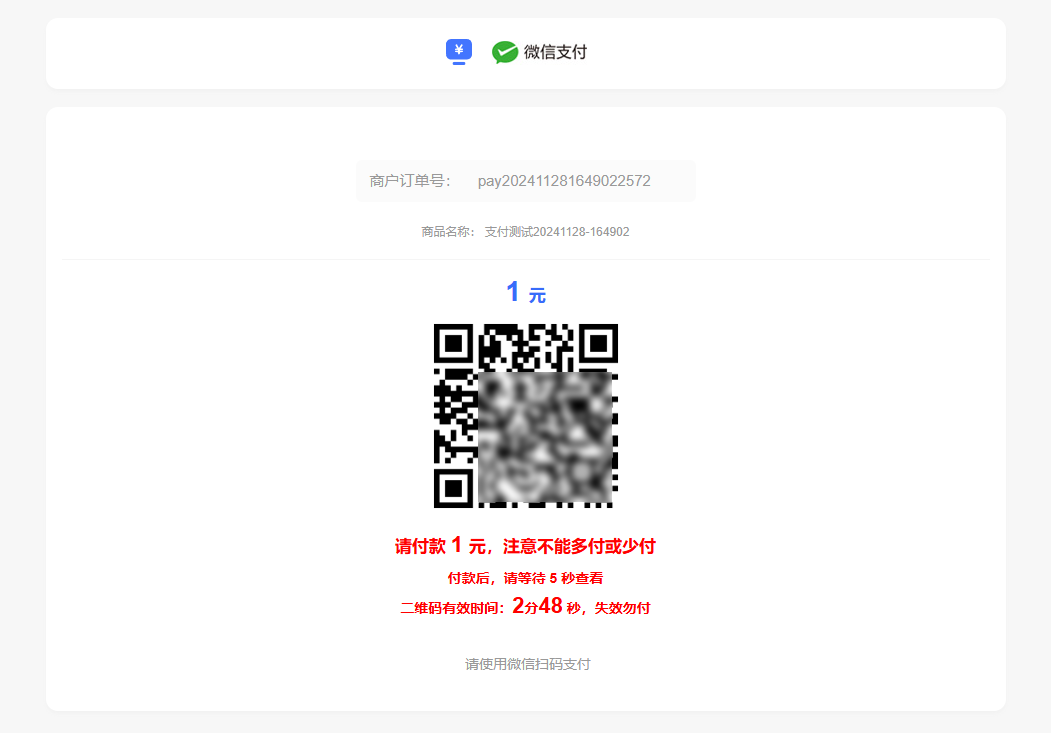 ¥ 微信支付
商户订单号： pay202411281649022572
商品名称： 支付测试20241128-164902
1 元
请付款 1 元，注意不能多付或少付
付款后，请等待 5 秒查看
二维码有效时间：2分48 秒，失效勿付
请使用微信扫码支付